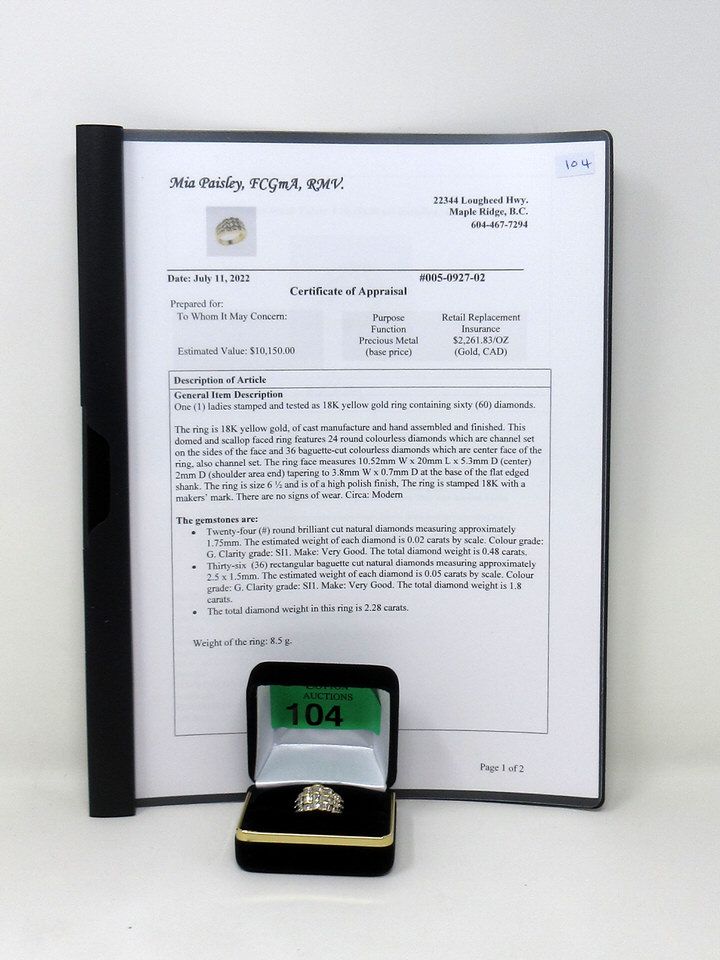 104
Mia Paisley, FCGmA, RMV.
22344 Lougheed Hwy.
Maple Ridge, B.C.
604-467-7294
Date: July 11, 2022
#005-0927-02
Certificate of Appraisal
Prepared for:
To Whom It May Concern:
Estimated Value: $10,150.00
Purpose
Function
Precious Metal
(base price)
Retail Replacement
Insurance
$2,261.83/OZ
(Gold, CAD)
Description of Article
General Item Description
One (1) ladies stamped and tested as 18K yellow gold ring containing sixty (60) diamonds.
The ring is 18K yellow gold, of cast manufacture and hand assembled and finished. This
domed and scallop faced ring features 24 round colourless diamonds which are channel set
on the sides of the face and 36 baguette-cut colourless diamonds which are center face of the
ring, also channel set. The ring face measures 10.52mm W x 20mm L x 5.3mm D (center)
2mm D (shoulder area end) tapering to 3.8mm W x 0.7mm D at the base of the flat edged
shank. The ring is size 6 ½ and is of a high polish finish, The ring is stamped 18K with a
makers' mark. There are no signs of wear. Circa: Modern
The gemstones are:
• Twenty-four (#) round brilliant cut natural diamonds measuring approximately
1.75mm. The estimated weight of each diamond is 0.02 carats by scale. Colour grade:
G. Clarity grade: SI1. Make: Very Good. The total diamond weight is 0.48 carats.
• Thirty-six (36) rectangular baguette cut natural diamonds measuring approximately
2.5 x 1.5mm. The estimated weight of each diamond is 0.05 carats by scale. Colour
grade: G. Clarity grade: SI1. Make: Very Good. The total diamond weight is 1.8
carats.
• The total diamond weight in this ring is 2.28 carats.
Weight of the ring: 8.5 g.
Page 1 of 2
AUCTIONS
104